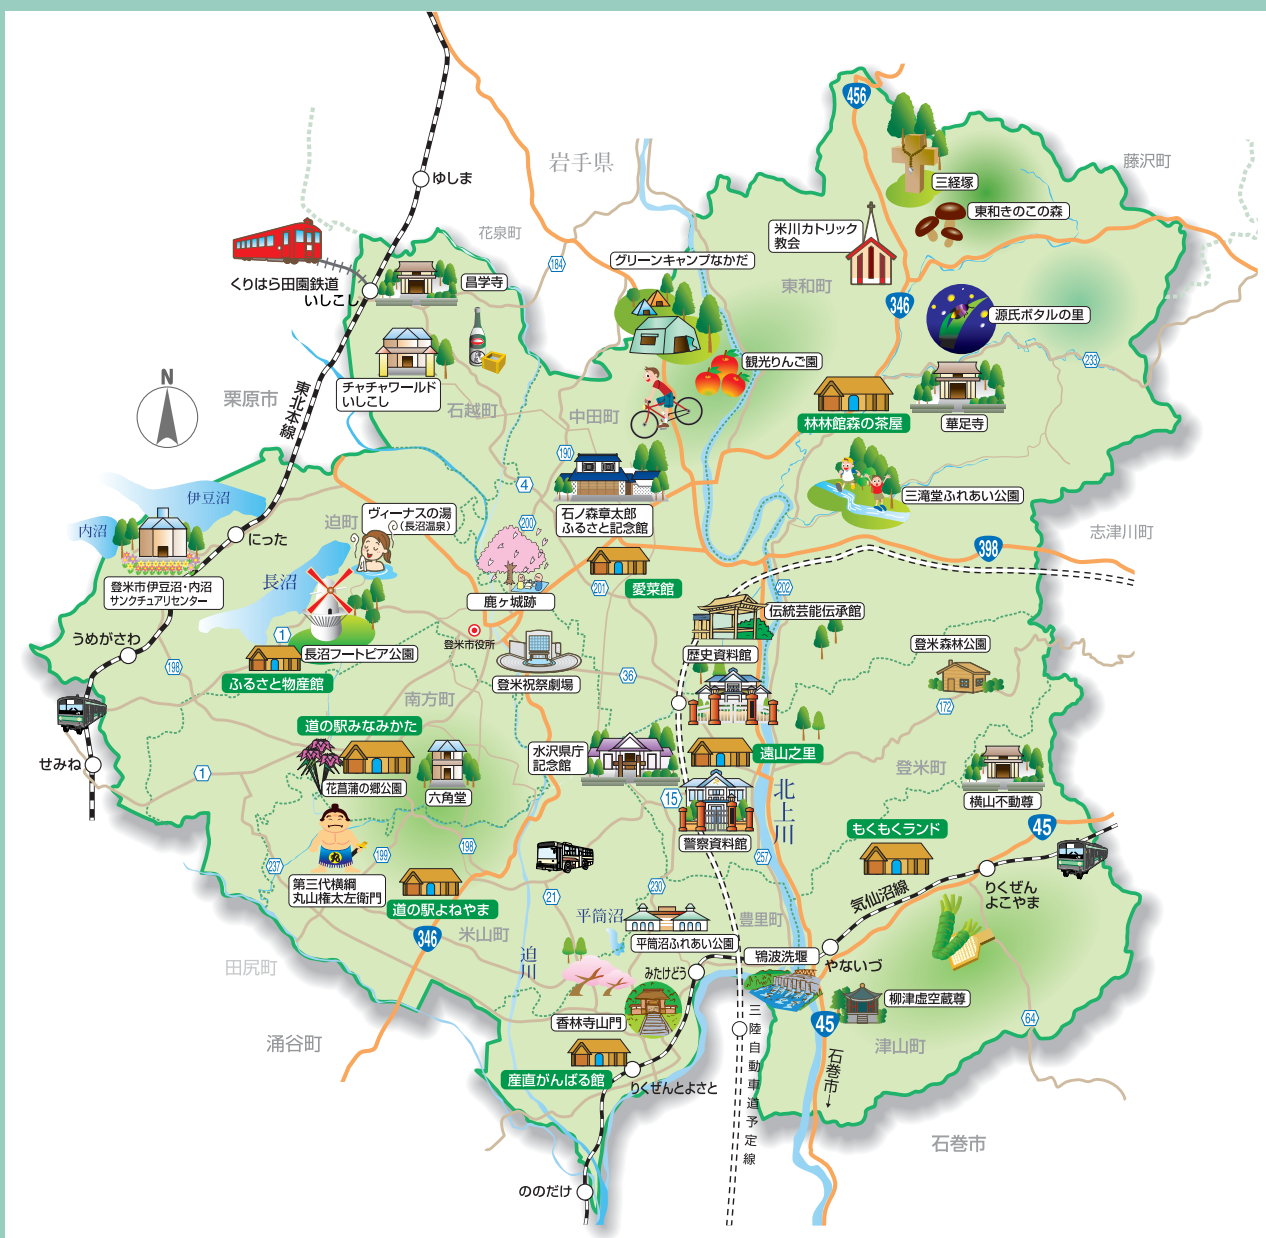 456
藤沢町
岩手県
三経塚
ゆしま
東和きのこの森
花泉町
米川カトリック
教会
184
グリーンキャンプなかだ
くりはら田園鉄道
いしこし
昌学寺
東和町
346
源氏ボタルの里
観光りんご園
233
N
チャチャワールド
いしこし
栗原市
東北本線
石越町
中田町
林林館森の茶屋
華足寺
190
4
伊豆沼
三滝堂ふれあい公園
石ノ森章太郎
ふるさと記念館
ヴィーナスの湯
(長沼温泉)
迫町
200
内沼
にった
志津川町
398
登米市伊豆沼・内沼
サンクチュアリセンター
長沼
201
愛菜館
202
鹿ヶ城跡
伝統芸能伝承館
1
うめがさわ
登米市役所
登米森林公園
長沼フートピア公園
歴史資料館
198
ふるさと物産館
登米祝祭劇場
36
南方町
172
道の駅みなみかた
水沢県庁
記念館
遠山之里
せみね
1
登米町
花菖蒲の郷公園
六角堂
15
北上川
横山不動尊
もくもくランド
45
警察資料館
198
199
237
257
第三代横綱
丸山権太左衛門
230
りくぜん
よこやま
21
気仙沼線
道の駅よねやま
平筒沼
豊里町
346
米山町
平筒沼ふれあい公園
鴇波洗堰
やないづ
迫川
田尻町
みたけどう
柳津虚空蔵尊
香林寺山門
45
64
涌谷町
三陸自動車道予定線
津山町
石巻市→
産直がんばる館
りくぜんとよさと
石巻市
ののだけ